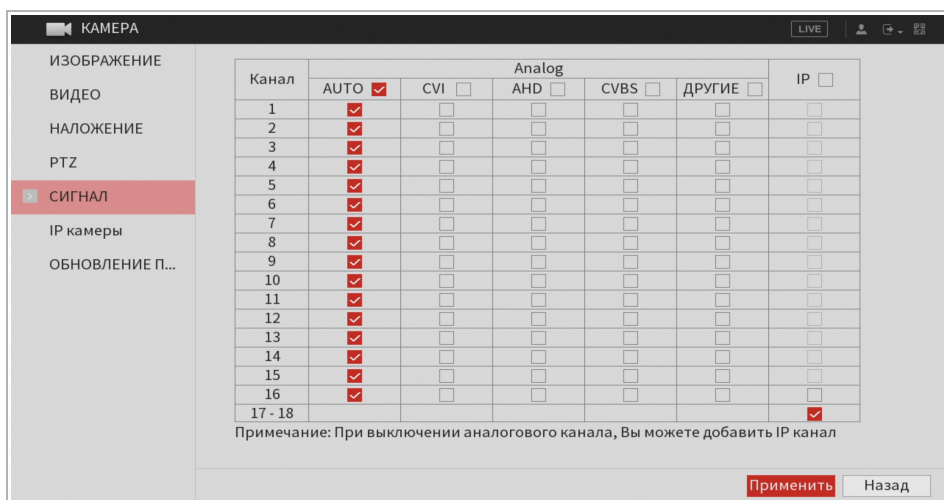 КАМЕРА
LIVE
ИЗОБРАЖЕНИЕ
ВИДЕО
НАЛОЖЕНИЕ
PTZ
СИГНАЛ
IP камеры
ОБНОВЛЕНИЕ П...
Канал Analog IP
AUTO CVI AHD CVBS ДРУГИЕ
1
2
3
4
5
6
7
8
9
10
11
12
13
14
15
16
17 - 18
Примечание: При выключении аналогового канала, Вы можете добавить IP канал
Применить Назад